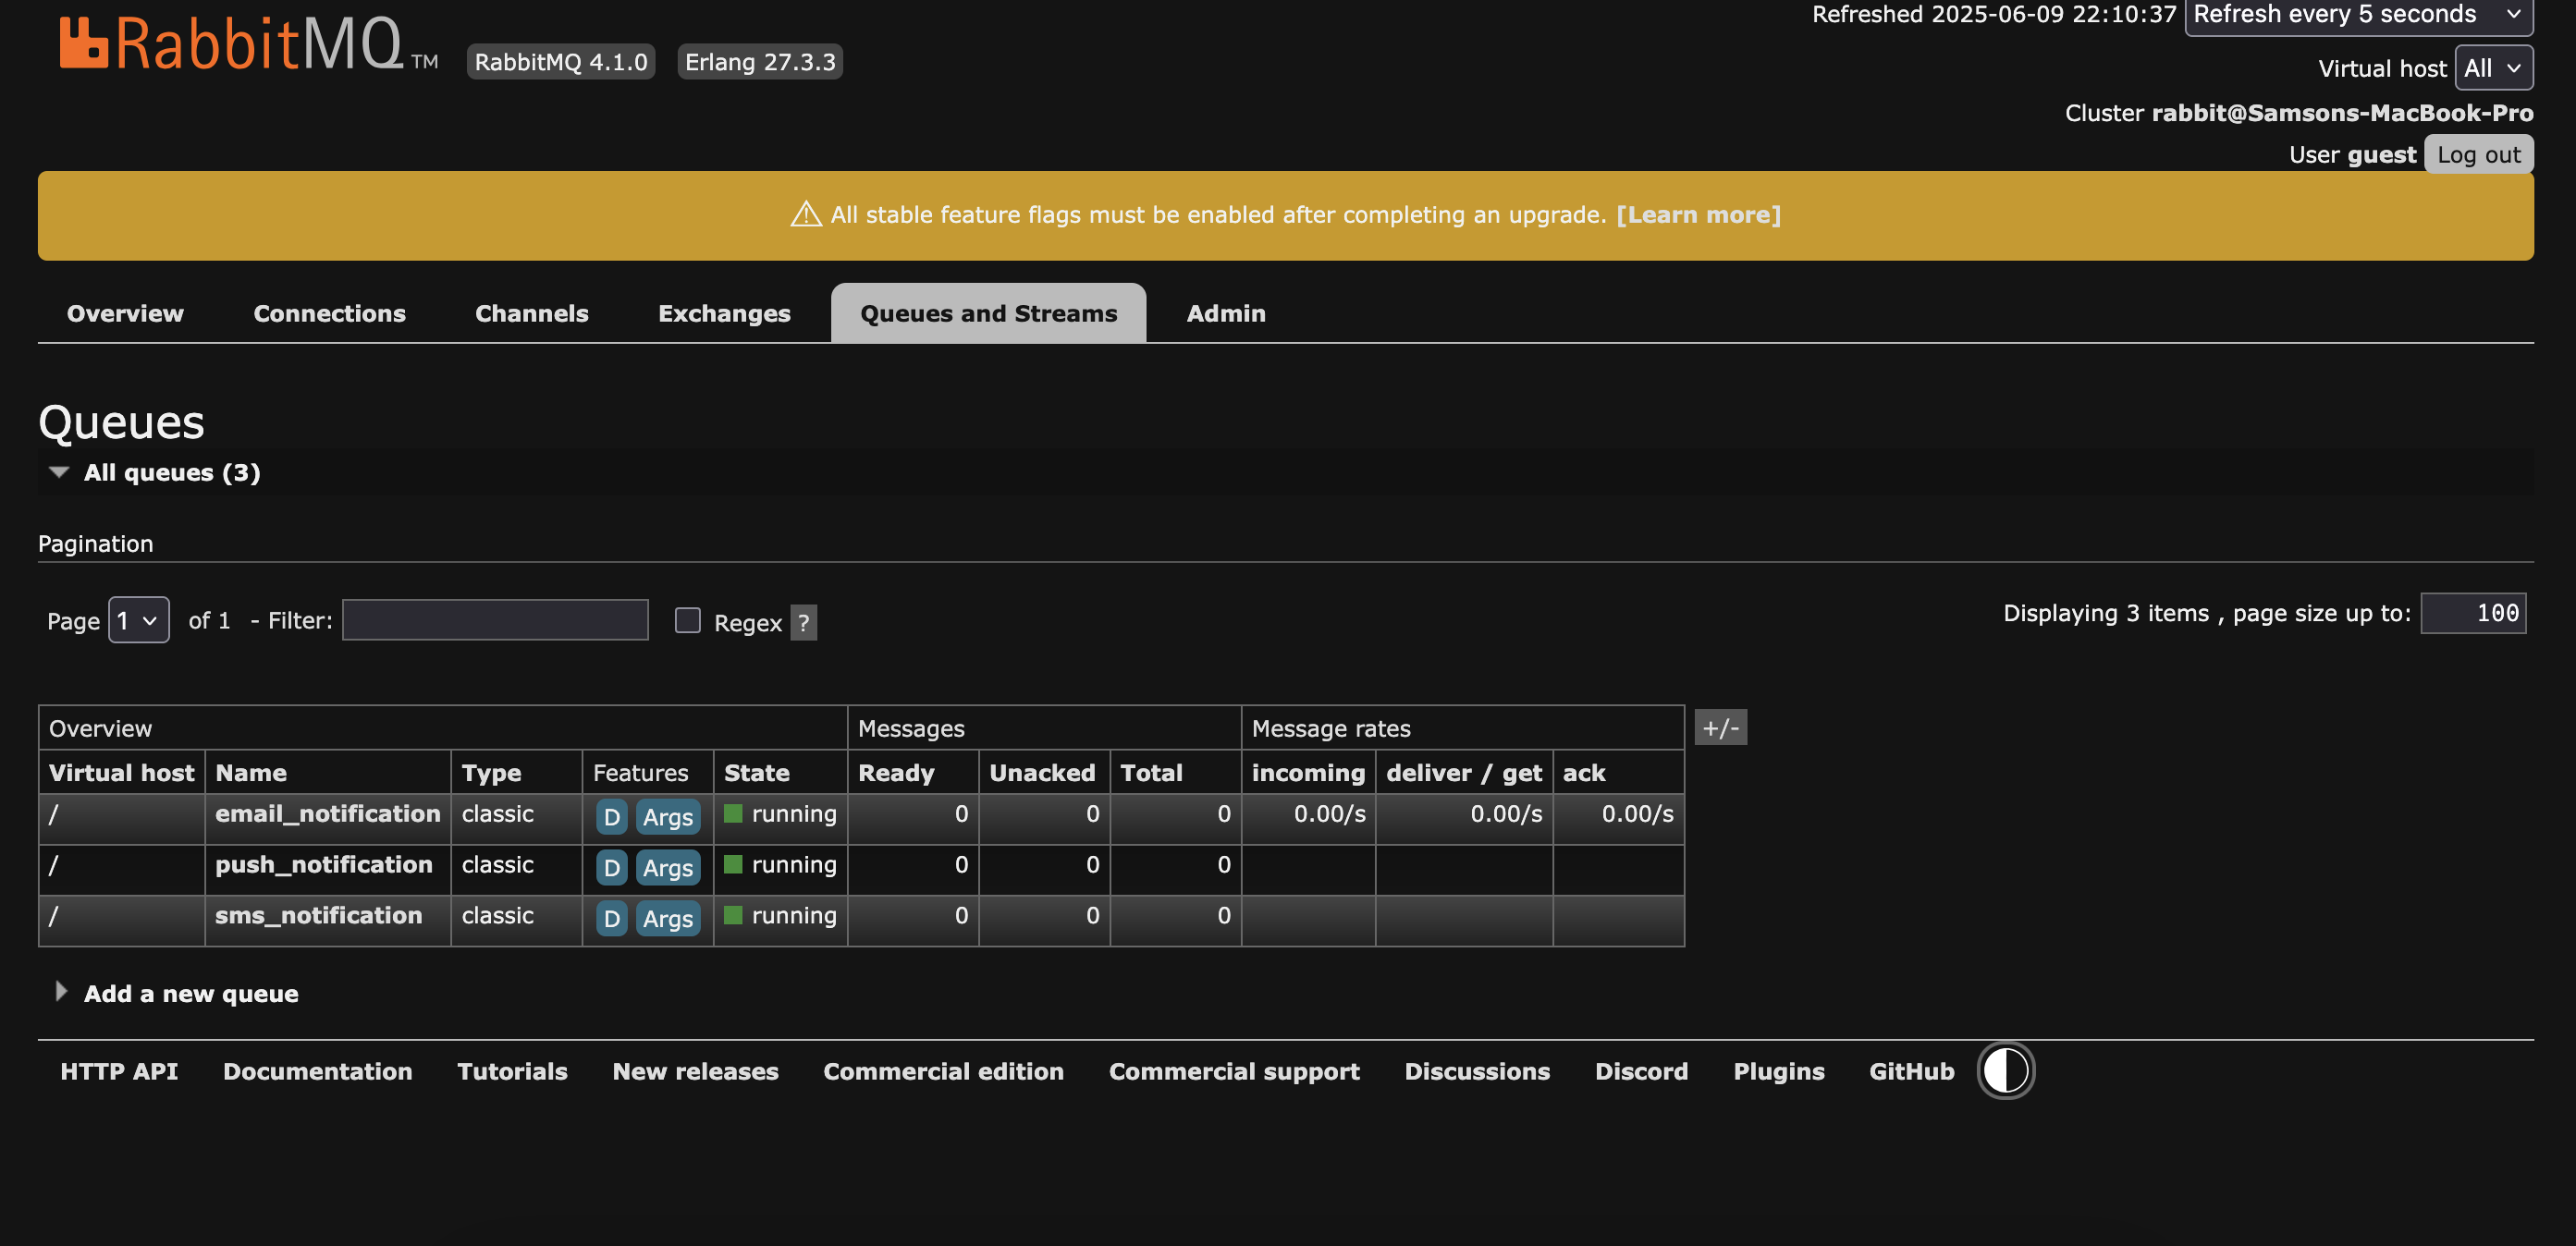 RabbitMQ TM RabbitMQ 4.1.0 Erlang 27.3.3
Refreshed 2025-06-09 22:10:37 Refresh every 5 seconds
Virtual host All
Cluster rabbit@Samsons-MacBook-Pro
User guest Log out
All stable feature flags must be enabled after completing an upgrade. [Learn more]
Overview Connections Channels Exchanges Queues and Streams Admin
Queues
All queues (3)
Pagination
Page 1 of 1 - Filter: Regex ? Displaying 3 items , page size up to: 100
Overview Messages Message rates +/-
Virtual host Name Type Features State Ready Unacked Total incoming deliver / get ack
/ email_notification classic D Args running 0 0 0 0.00/s 0.00/s 0.00/s
/ push_notification classic D Args running 0 0 0
/ sms_notification classic D Args running 0 0 0
Add a new queue
HTTP API Documentation Tutorials New releases Commercial edition Commercial support Discussions Discord Plugins GitHub